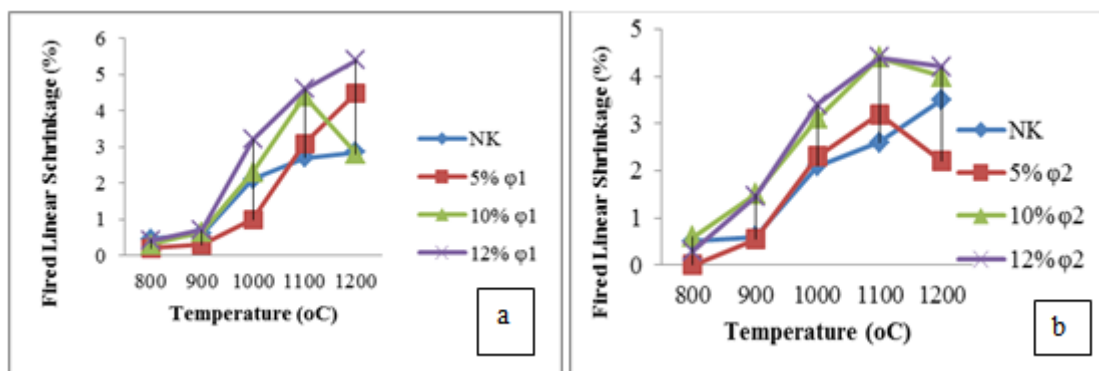 Fired Linear Schrinkage (%)
6
5
4
3
2
1
0
800 900 1000 1100 1200
Temperature (oC)
NK
5% φ1
10% φ1
12% φ1
a
Fired Linear Shrinkage (%)
5
4
3
2
1
0
800 900 1000 1100 1200
Temperature (oC)
NK
5% φ2
10% φ2
12% φ2
b